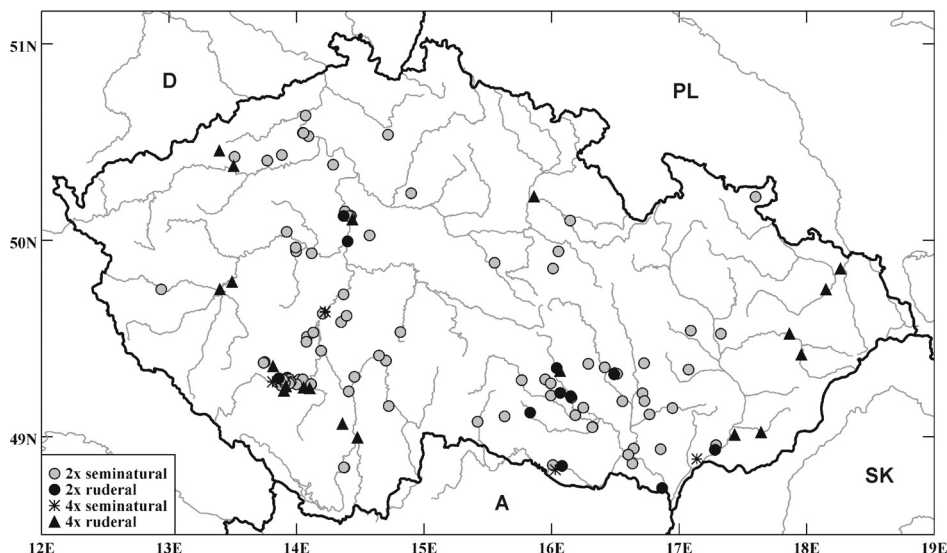 51N
D
PL
50N
49N
2x seminatural
2x ruderal
4x seminatural
4x ruderal
A
SK
12E 13E 14E 15E 16E 17E 18E 19E